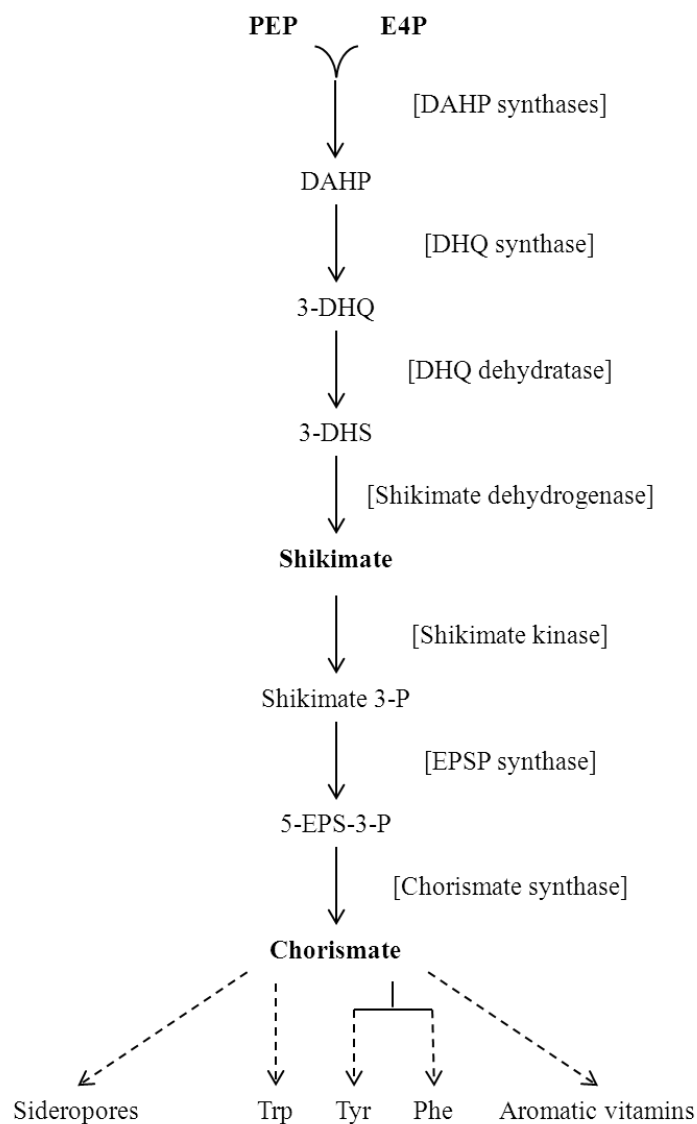 PEP E4P
[DAHP synthases]
DAHP
[DHQ synthase]
3-DHQ
[DHQ dehydratase]
3-DHS
[Shikimate dehydrogenase]
Shikimate
[Shikimate kinase]
Shikimate 3-P
[EPSP synthase]
5-EPS-3-P
[Chorismate synthase]
Chorismate
Sideropores Trp Tyr Phe Aromatic vitamins